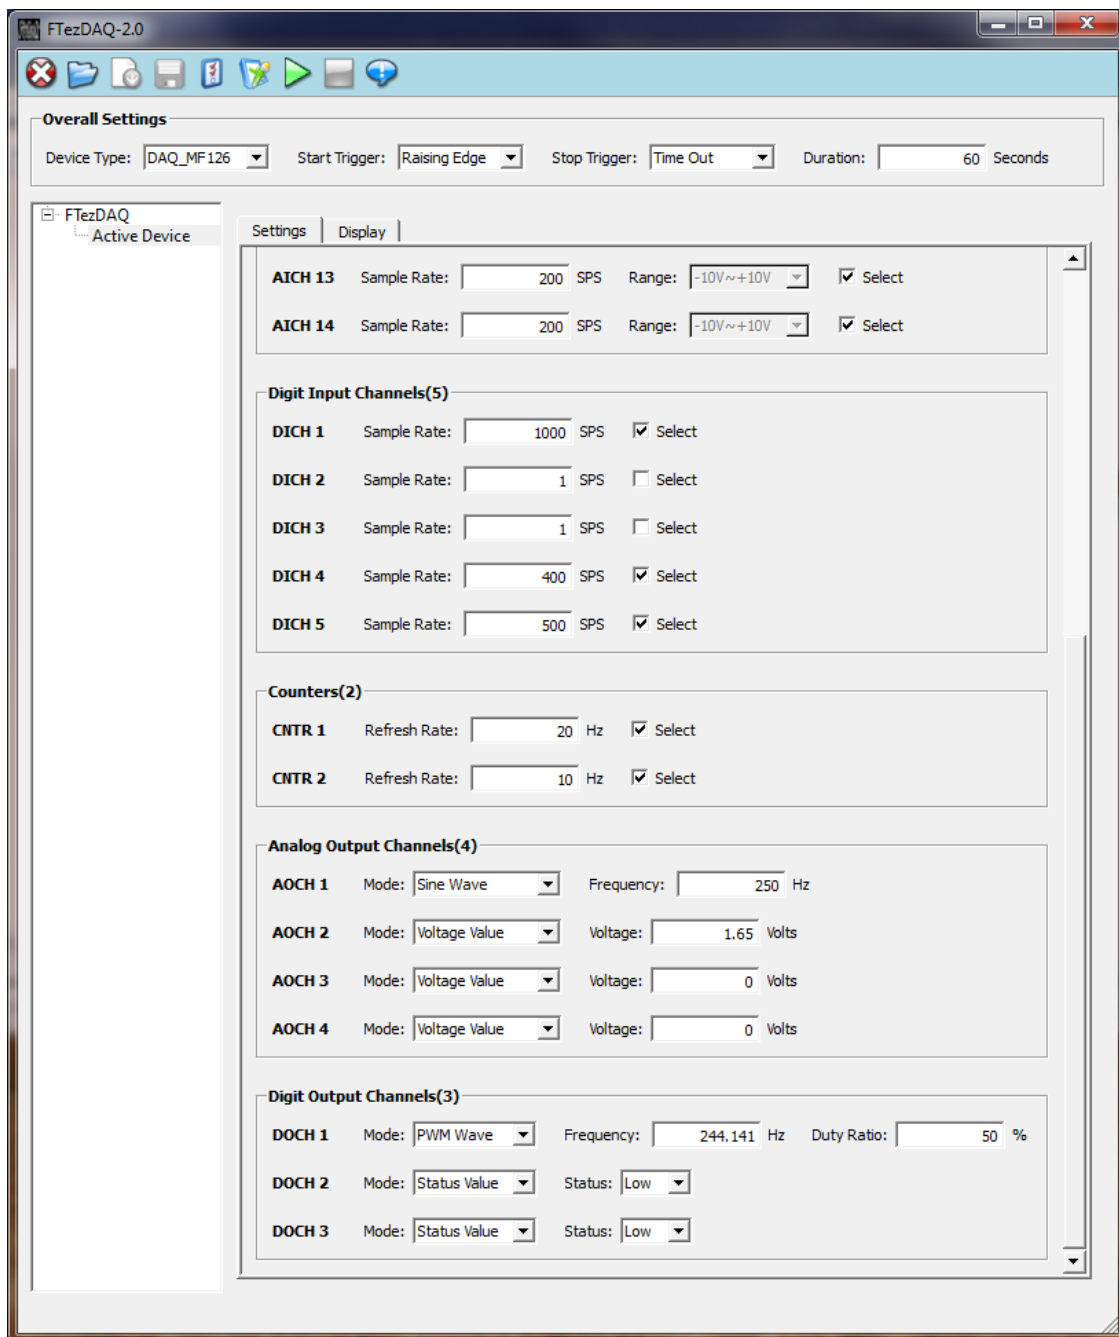 FTezDAQ-2.0
Overall Settings
Device Type: DAQ_MF126 Start Trigger: Raising Edge Stop Trigger: Time Out Duration: 60 Seconds
FTezDAQ
Active Device
Settings Display
AICH 13 Sample Rate: 200 SPS Range: -10V~+10V Select
AICH 14 Sample Rate: 200 SPS Range: -10V~+10V Select
Digit Input Channels(5)
DICH 1 Sample Rate: 1000 SPS Select
DICH 2 Sample Rate: 1 SPS Select
DICH 3 Sample Rate: 1 SPS Select
DICH 4 Sample Rate: 400 SPS Select
DICH 5 Sample Rate: 500 SPS Select
Counters(2)
CNTR 1 Refresh Rate: 20 Hz Select
CNTR 2 Refresh Rate: 10 Hz Select
Analog Output Channels(4)
AOCH 1 Mode: Sine Wave Frequency: 250 Hz
AOCH 2 Mode: Voltage Value Voltage: 1.65 Volts
AOCH 3 Mode: Voltage Value Voltage: 0 Volts
AOCH 4 Mode: Voltage Value Voltage: 0 Volts
Digit Output Channels(3)
DOCH 1 Mode: PWM Wave Frequency: 244.141 Hz Duty Ratio: 50 %
DOCH 2 Mode: Status Value Status: Low
DOCH 3 Mode: Status Value Status: Low